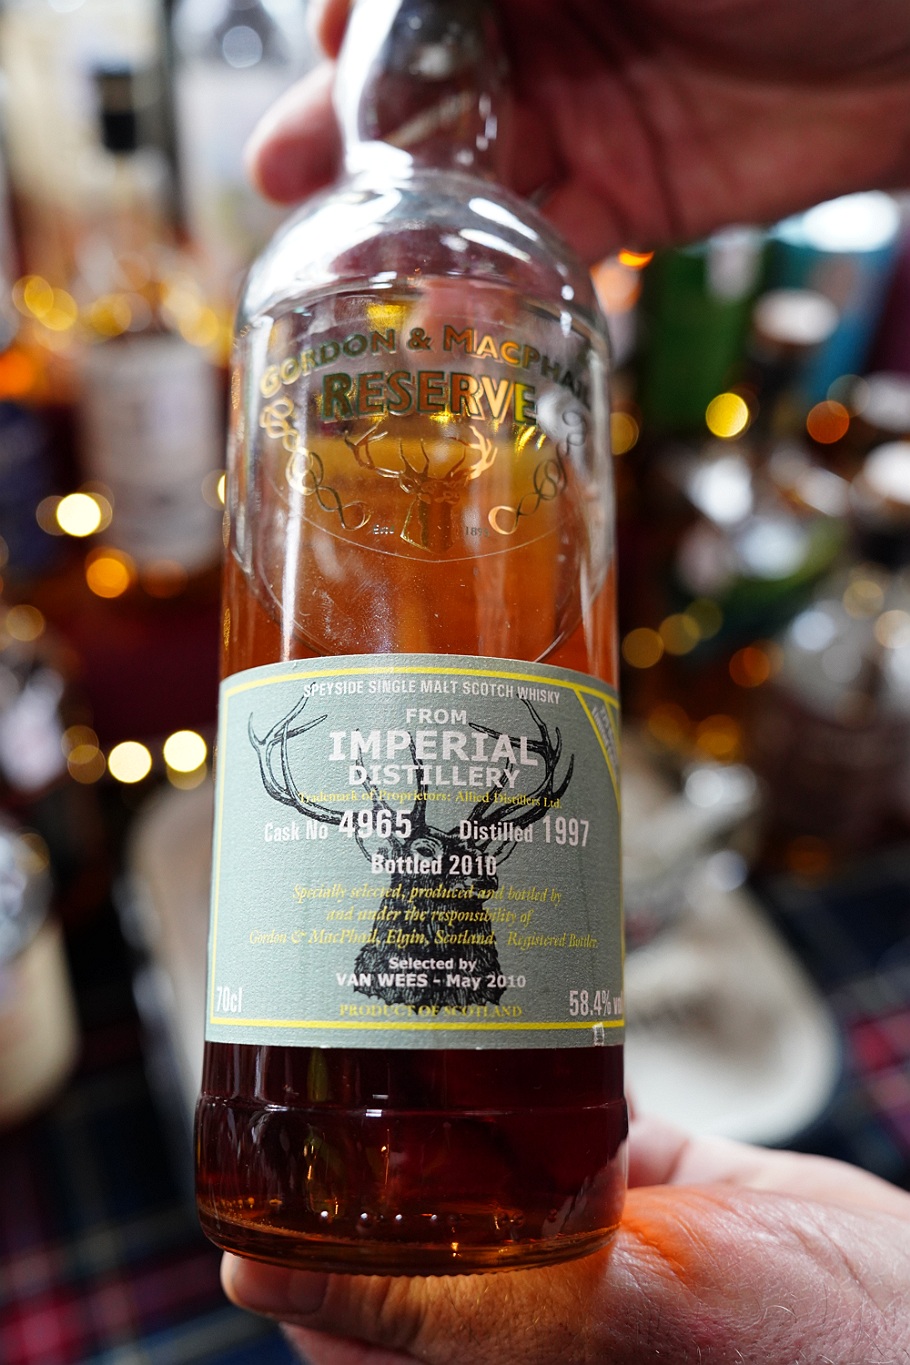 GORDON & MACPHAIL
RESERVE
Est.
SPEYSIDE SINGLE MALT SCOTCH WHISKY
FROM
IMPERIAL
DISTILLERY
Trademark of Proprietors: Allied Distillers Ltd.
Cask No 4965 Distilled 1997
Bottled 2010
Specially selected, produced and bottled by
and under the responsibility of
Gordon & MacPhail, Elgin, Scotland. Registered Bottler.
Selected by
VAN WEES - May 2010
70cl PRODUCT OF SCOTLAND 58.4% vol